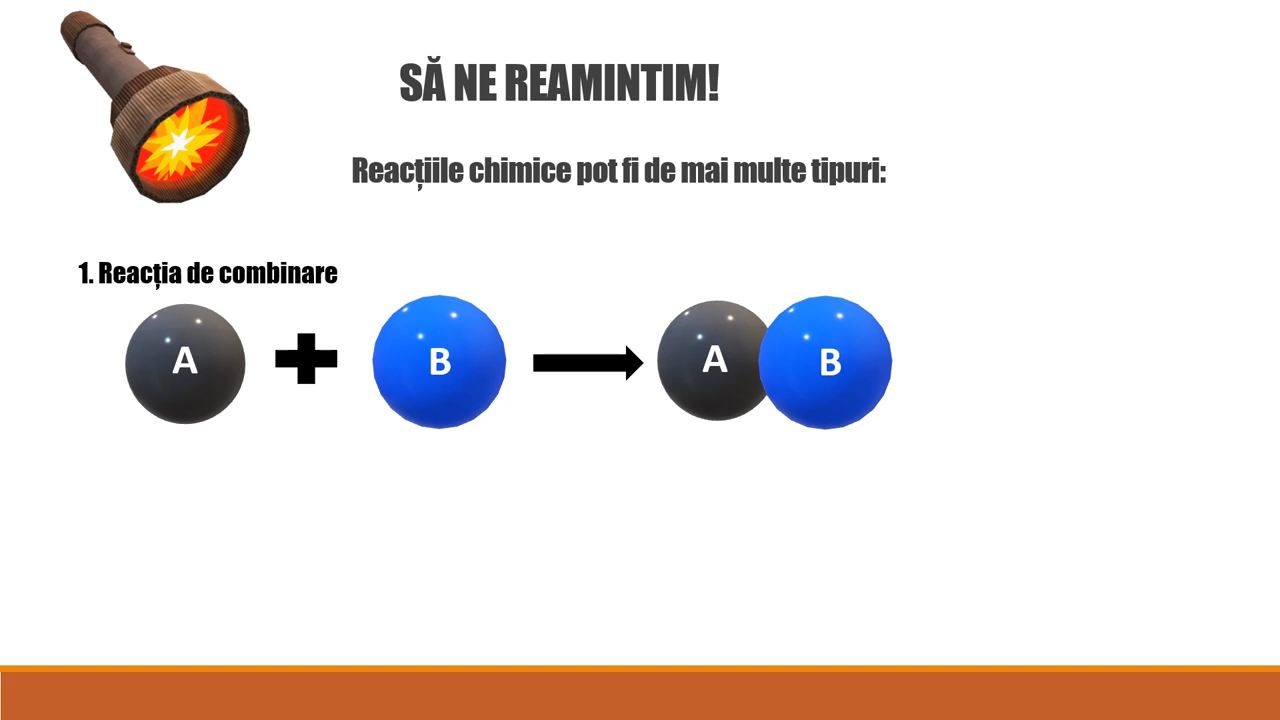 SĂ NE REAMINTIM!
Reacțiile chimice pot fi de mai multe tipuri:
1. Reacția de combinare
A B A B